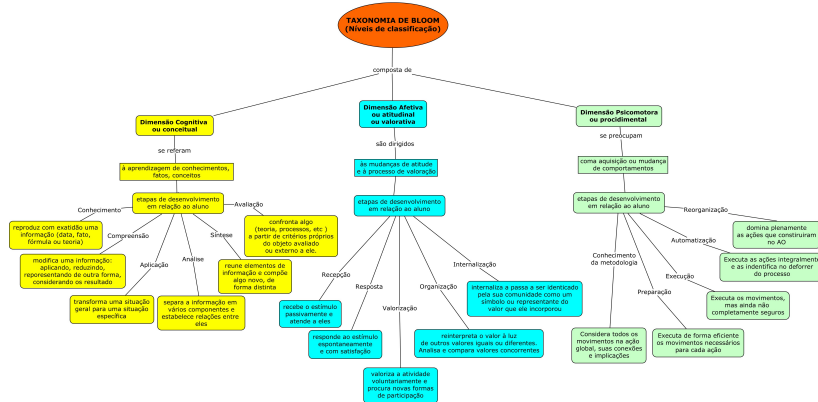 TAXONOMIA DE BLOOM
(Níveis de classificação)
composta de
Dimensão Cognitiva
ou conceitual
se referam
à aprendizagem de conhecimentos,
fatos, conceitos
etapas de desenvolvimento
em relação ao aluno
Conhecimento
reproduz com exatidão uma
informação (data, fato,
fórmula ou teoria)
Compreensão
modifica uma informação:
aplicando, reduzindo,
representando de outra forma,
considerando os resultado
Aplicação
transforma uma situação
geral para uma situação
específica
Analise
separa a informação em
vários componentes e
estabelece relações entre
eles
Síntese
reune elementos de
informação e compõe
algo novo, de
forma distinta
Avaliação
confronta algo
(teoria, processos, etc )
a partir de critérios próprios
do objeto avaliado
ou externo a ele.
Dimensão Afetiva
ou atitudinal
ou valorativa
são dirigidos
às mudanças de atitude
e à processo de valoração
etapas de desenvolvimento
em relação ao aluno
Recepção
recebe o estímulo
passivamente e
atende a eles
Resposta
responde ao estímulo
espontaneamente
e com satisfação
Valorização
valoriza a atividade
voluntariamente e
procura novas formas
de participação
Organização
reinterpreta o valor à luz
de outros valores iguais ou diferentes.
Analisa e compara valores concorrentes
Internalização
internaliza a passa a ser identicado
pela sua comunidade como um
símbolo ou representante do
valor que ele incorporou
Dimensão Psicomotora
ou procidimental
se preocupam
coma aquisição ou mudança
de comportamentos
etapas de desenvolvimento
em relação ao aluno
Conhecimento
da metodologia
Considera todos os
movimentos na ação
global, suas conexões
e implicações
Preparação
Executa de forma eficiente
os movimentos necessários
para cada ação
Execução
Executa os movimentos,
mas ainda não
completamente seguros
Automatização
Executa as ações integralmente
e as indentifica no deferror
do processo
Reorganização
domina plenamente
as ações que construiram
no AO